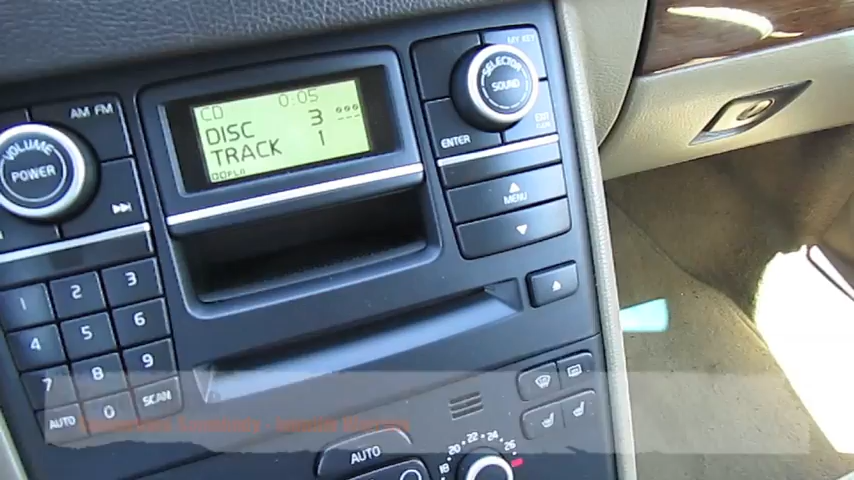 AM FM
VOLUME
POWER
CD 0:05
DISC 3
TRACK 1
MY KEY
SELECTOR
SOUND
ENTER
EXIT
MENU
1 2 3
4 5 6
7 8 9
AUTO 0 SCAN
AUTO
18 20 22 24 26